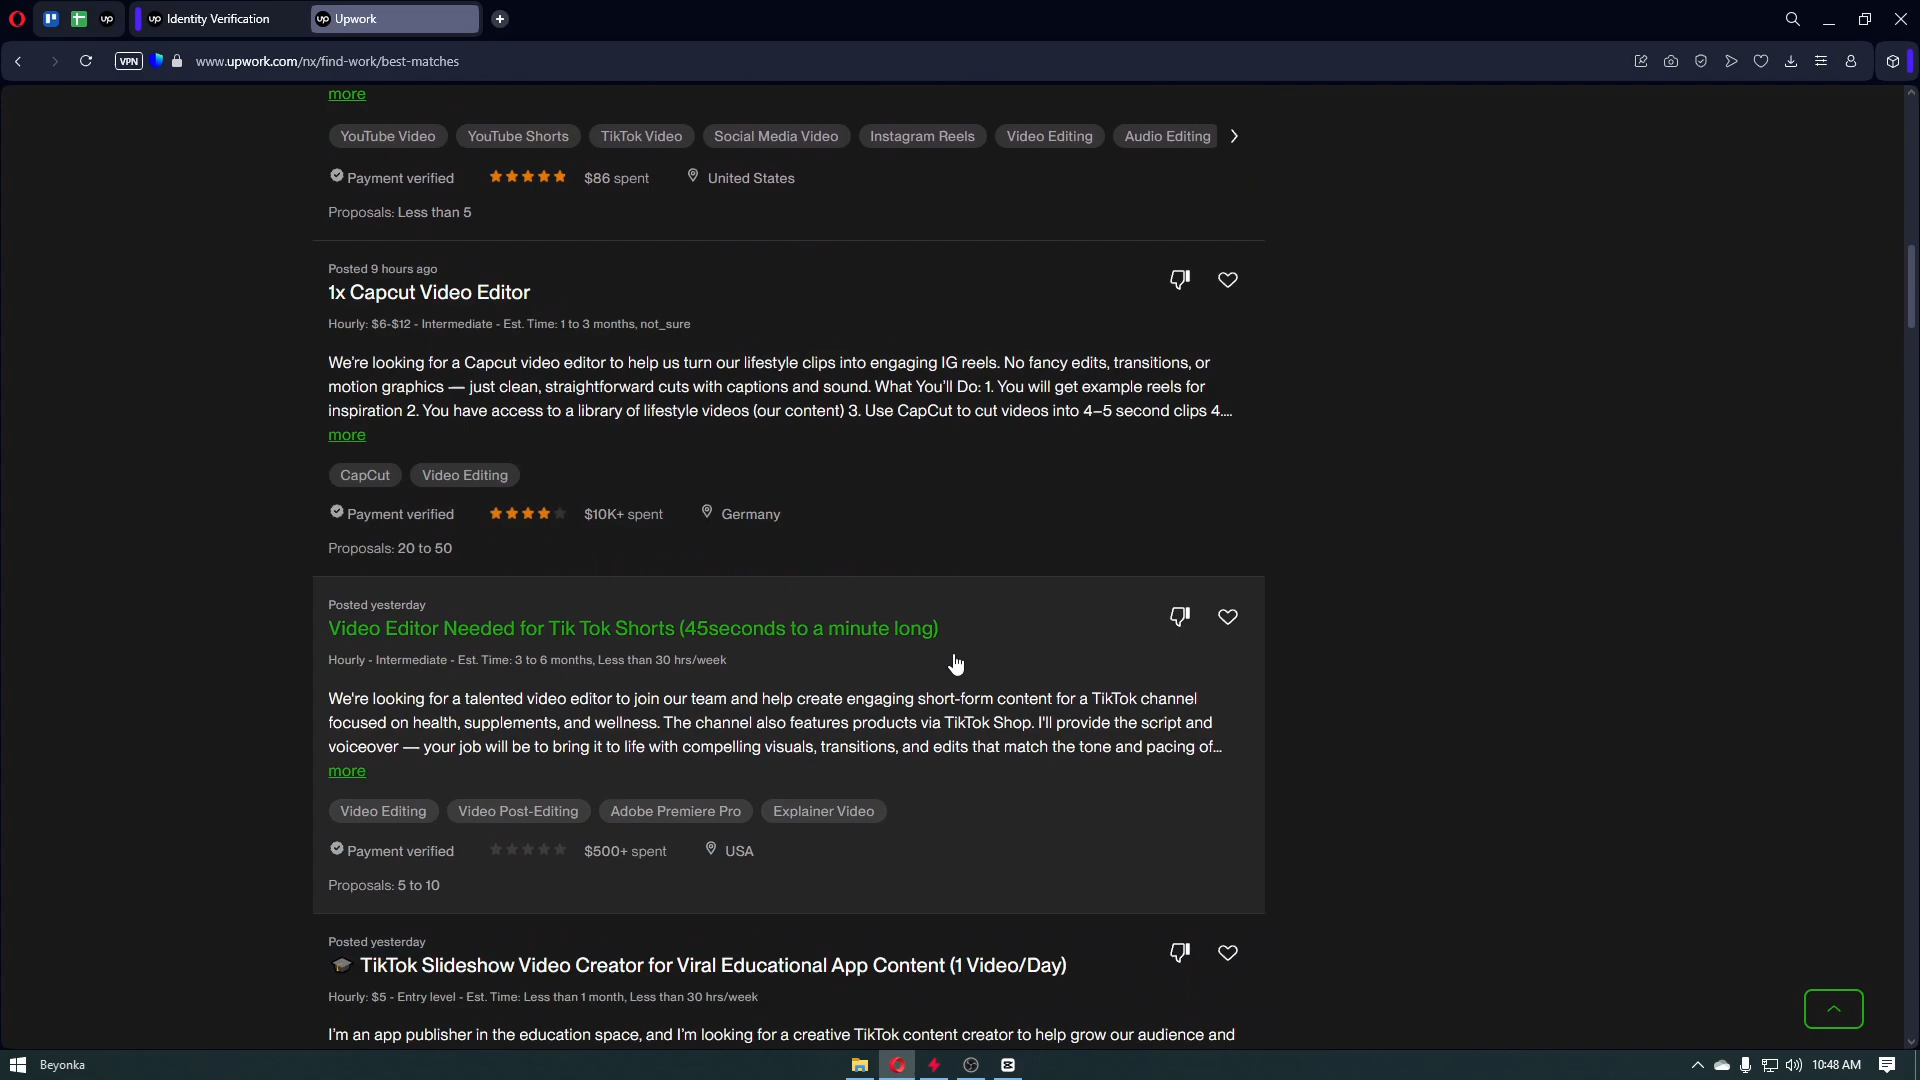 Identity Verification
Upwork
VPN
www.upwork.com/nx/find-work/best-matches
more
YouTube Video YouTube Shorts TikTok Video Social Media Video Instagram Reels Video Editing Audio Editing
Payment verified $86 spent United States
Proposals: Less than 5
Posted 9 hours ago
1x Capcut Video Editor
Hourly: $6-$12 - Intermediate - Est. Time: 1 to 3 months, not_sure
We're looking for a Capcut video editor to help us turn our lifestyle clips into engaging IG reels. No fancy edits, transitions, or
motion graphics — just clean, straightforward cuts with captions and sound. What You'll Do: 1. You will get example reels for
inspiration 2. You have access to a library of lifestyle videos (our content) 3. Use CapCut to cut videos into 4–5 second clips 4....
more
CapCut Video Editing
Payment verified $10K+ spent Germany
Proposals: 20 to 50
Posted yesterday
Video Editor Needed for Tik Tok Shorts (45seconds to a minute long)
Hourly - Intermediate - Est. Time: 3 to 6 months, Less than 30 hrs/week
We're looking for a talented video editor to join our team and help create engaging short-form content for a TikTok channel
focused on health, supplements, and wellness. The channel also features products via TikTok Shop. I'll provide the script and
voiceover — your job will be to bring it to life with compelling visuals, transitions, and edits that match the tone and pacing of...
more
Video Editing Video Post-Editing Adobe Premiere Pro Explainer Video
Payment verified $500+ spent USA
Proposals: 5 to 10
Posted yesterday
🎓 TikTok Slideshow Video Creator for Viral Educational App Content (1 Video/Day)
Hourly: $5 - Entry level - Est. Time: Less than 1 month, Less than 30 hrs/week
I'm an app publisher in the education space, and I'm looking for a creative TikTok content creator to help grow our audience and
Beyonka
10:48 AM